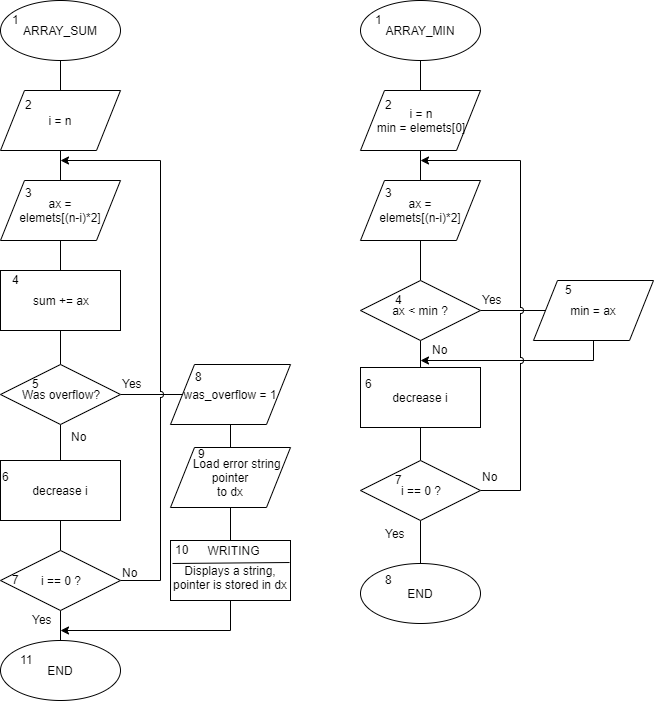 1
ARRAY_SUM
2
i = n
3
ax =
elemets[(n-i)*2]
4
sum += ax
5
Was overflow?
Yes
No
8
was_overflow = 1
9
Load error string
pointer
to dx
6
decrease i
10
WRITING
Displays a string,
pointer is stored in dx
7
i == 0 ?
No
Yes
11
END
1
ARRAY_MIN
2
i = n
min = elemets[0]
3
ax =
elemets[(n-i)*2]
4
ax < min ?
Yes
5
min = ax
No
6
decrease i
7
i == 0 ?
No
Yes
8
END